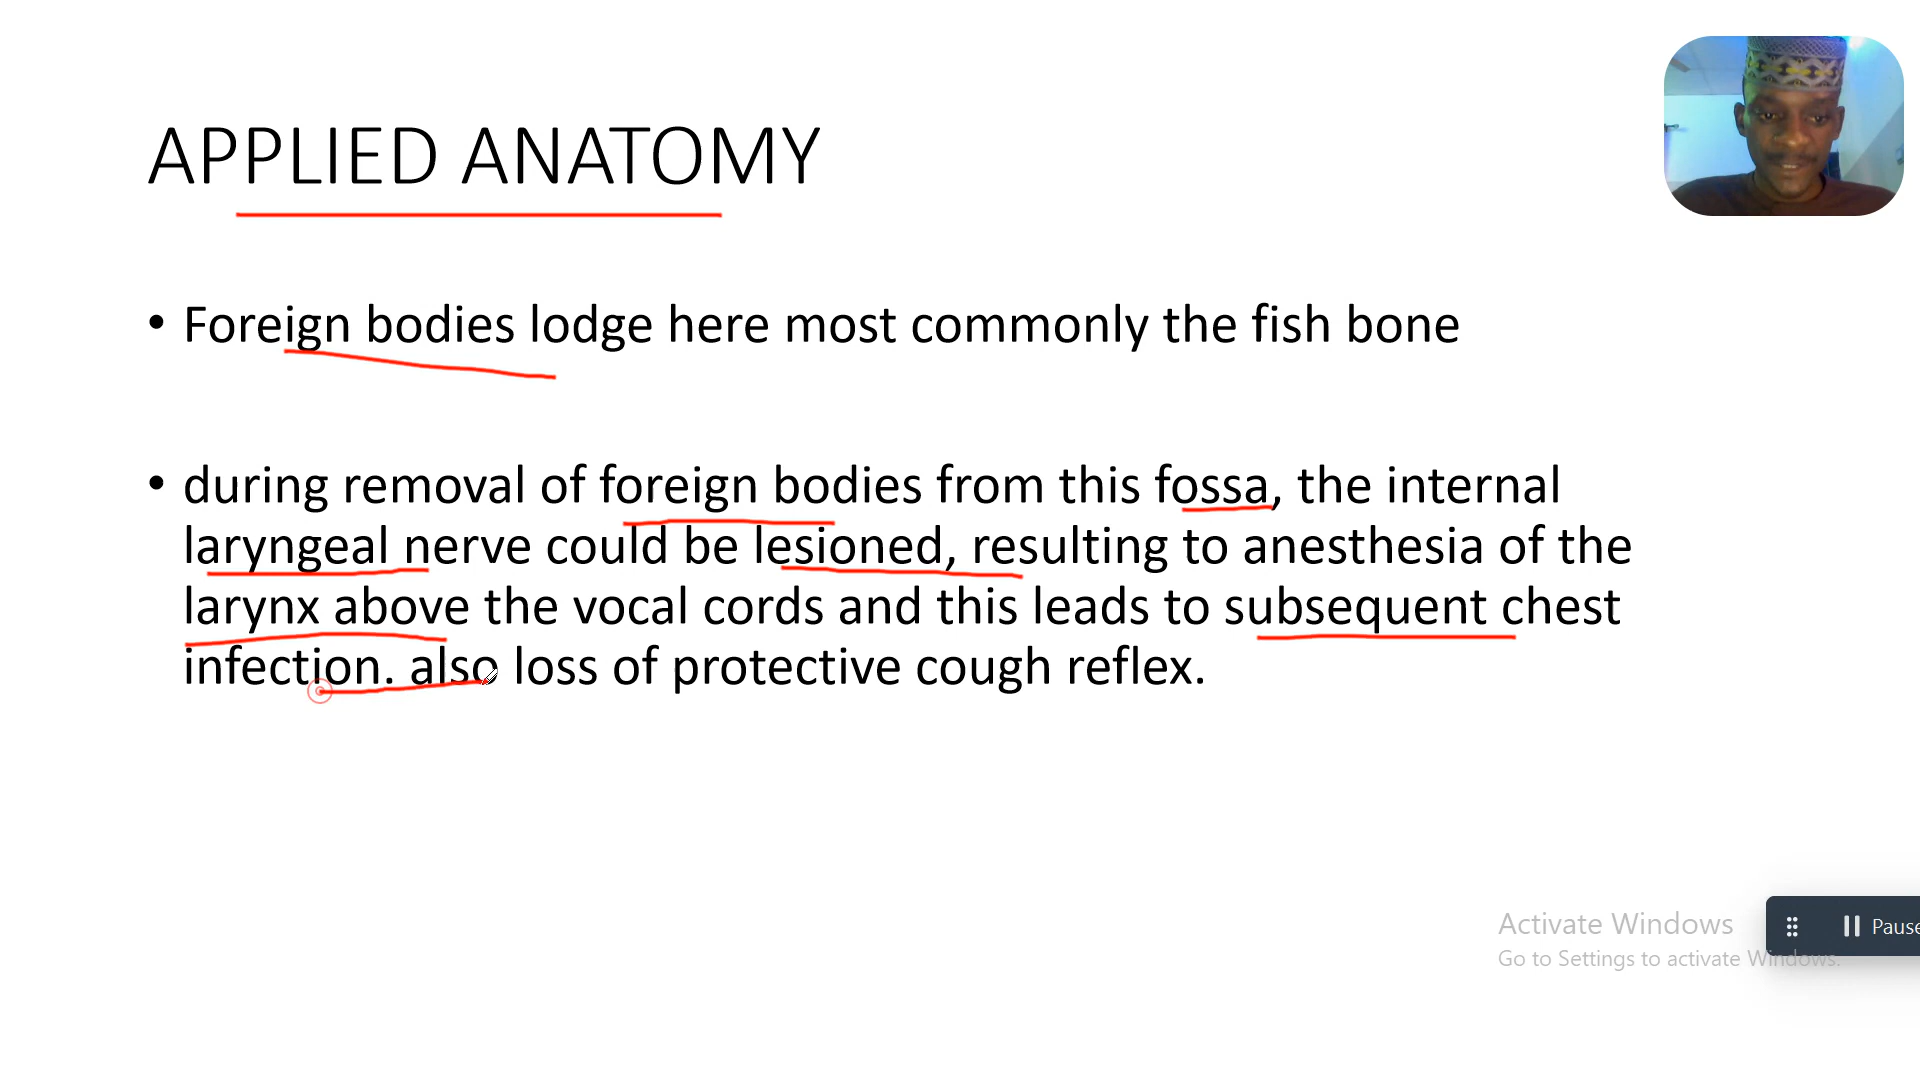 APPLIED ANATOMY
• Foreign bodies lodge here most commonly the fish bone
• during removal of foreign bodies from this fossa, the internal
laryngeal nerve could be lesioned, resulting to anesthesia of the
larynx above the vocal cords and this leads to subsequent chest
infection. also loss of protective cough reflex.
Activate Windows
Go to Settings to activate Windows.
Pause